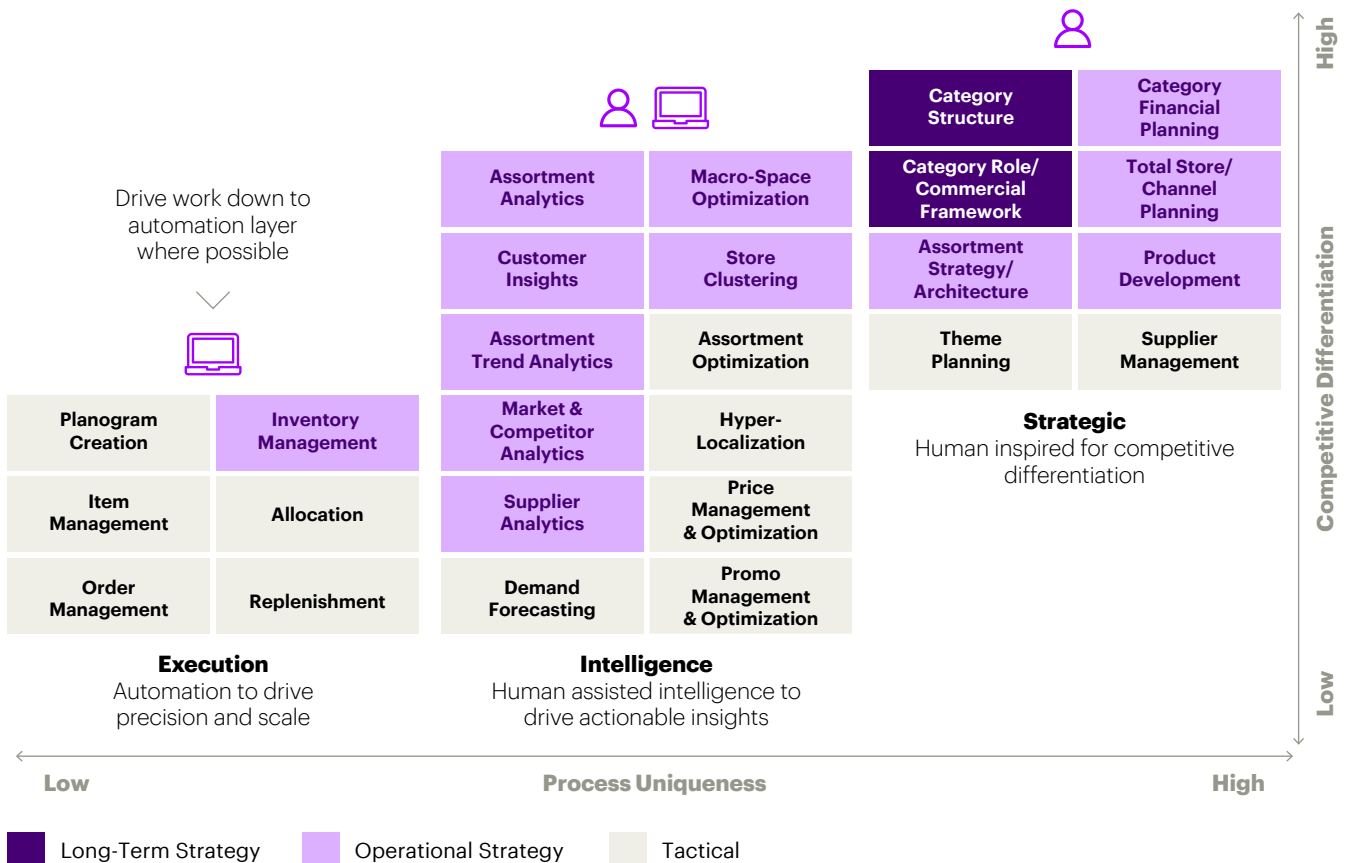 Drive work down to
automation layer
where possible
Planogram
Creation
Inventory
Management
Item
Management
Allocation
Order
Management
Replenishment
Execution
Automation to drive
precision and scale
Assortment
Analytics
Macro-Space
Optimization
Customer
Insights
Store
Clustering
Assortment
Trend Analytics
Assortment
Optimization
Market &
Competitor
Analytics
Hyper-
Localization
Supplier
Analytics
Price
Management
& Optimization
Demand
Forecasting
Promo
Management
& Optimization
Intelligence
Human assisted intelligence to
drive actionable insights
Category
Structure
Category
Financial
Planning
Category Role/
Commercial
Framework
Total Store/
Channel
Planning
Assortment
Strategy/
Architecture
Product
Development
Theme
Planning
Supplier
Management
Strategic
Human inspired for competitive
differentiation
High
Competitive Differentiation
Low
Low
Process Uniqueness
High
Long-Term Strategy
Operational Strategy
Tactical